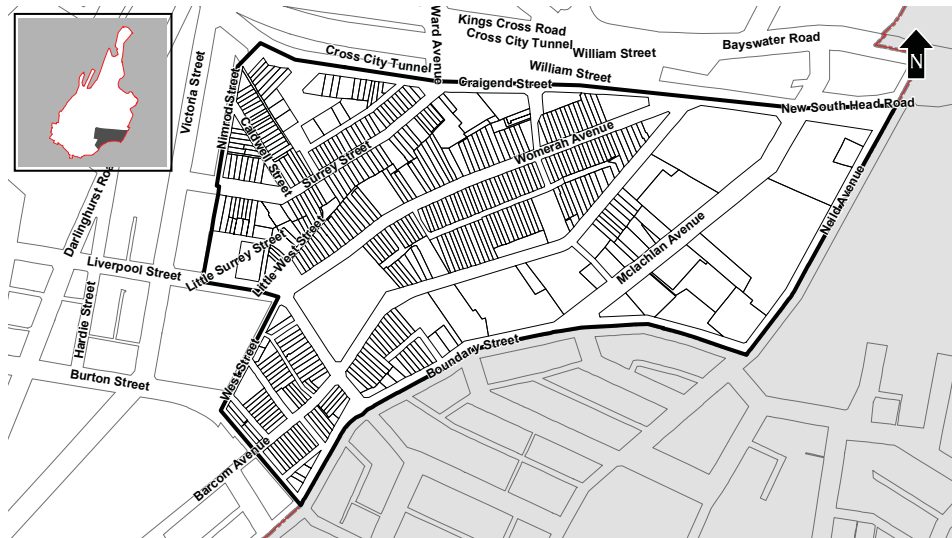 Kings Cross Road
Ward Avenue
Cross City Tunnel
William Street
Bayswater Road
Cross City Tunnel
William Street
Victoria Street
N
Craigend Street
New South Head Road
Nimrod Street
Caldwell Street
Womerah Avenue
Surrey Street
Darlinghurst Road
Neild Avenue
Little West Street
Little Surrey Street
Mclachlan Avenue
Liverpool Street
Hardie Street
Boundary Street
West Street
Burton Street
Barcom Avenue